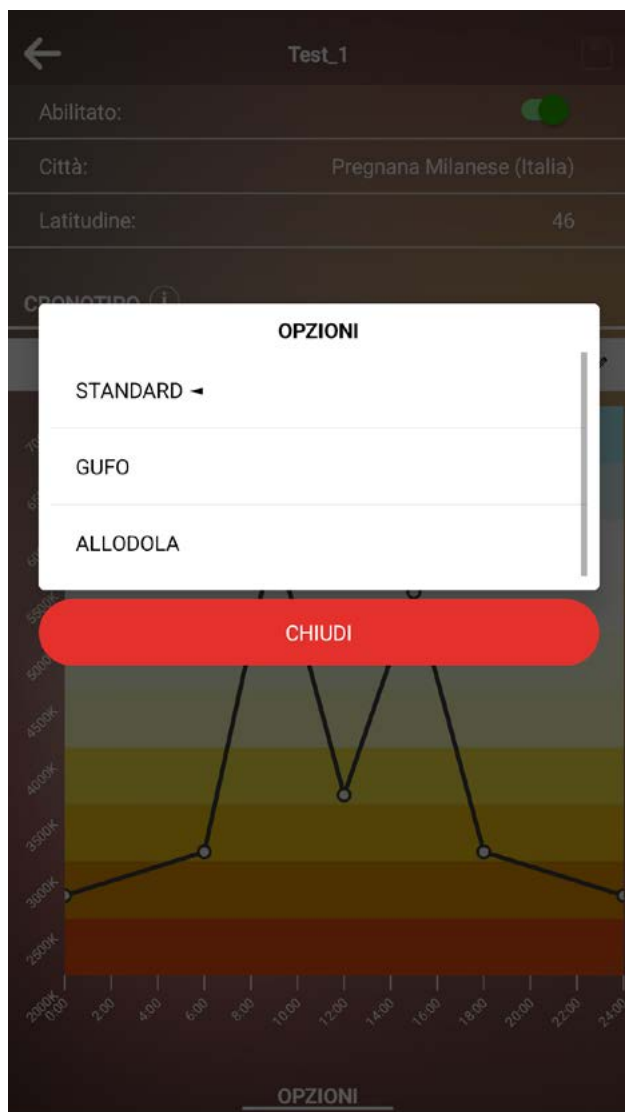 Test_1
Abilitato:
Città: Pregnana Milanese (Italia)
Latitudine: 46
CRONOTIPO i
OPZIONI
STANDARD ◄
GUFO
ALLODOLA
CHIUDI
5500K
5000K
4500K
4000K
3500K
3000K
2500K
2000K
0:00 2:00 4:00 6:00 8:00 10:00 12:00 14:00 16:00 18:00 20:00 22:00 24:00
OPZIONI